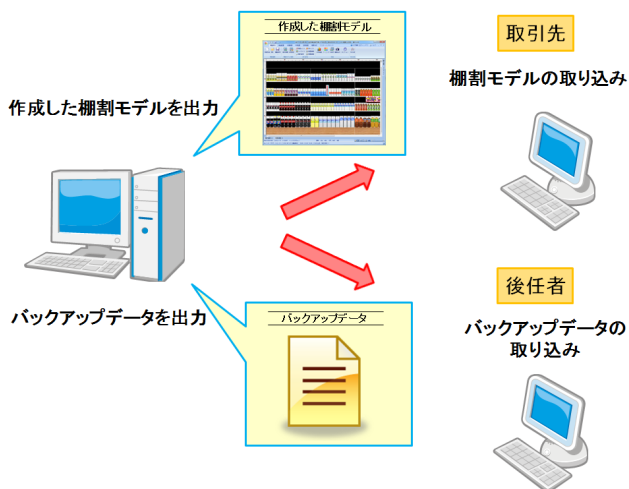 作成した棚割モデル
作成した棚割モデルを出力
取引先
棚割モデルの取り込み
バックアップデータを出力
バックアップデータ
後任者
バックアップデータの
取り込み